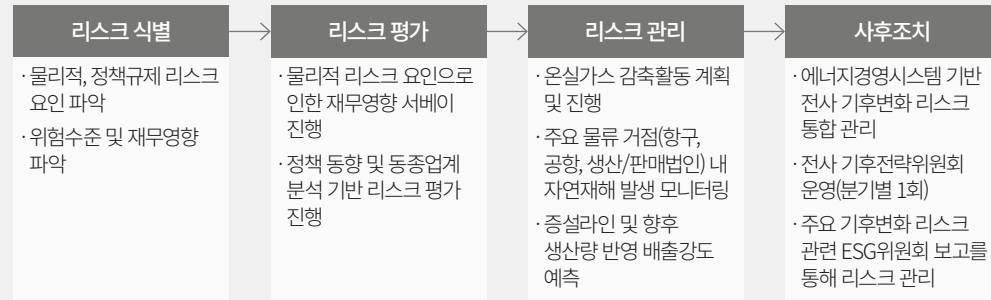 리스크 식별
· 물리적, 정책규제 리스크
요인 파악
· 위험수준 및 재무영향
파악
리스크 평가
· 물리적 리스크 요인으로
인한 재무영향 서베이
진행
· 정책 동향 및 동종업계
분석 기반 리스크 평가
진행
리스크 관리
· 온실가스 감축활동 계획
및 진행
· 주요 물류 거점(항구,
공항, 생산/판매법인) 내
자연재해 발생 모니터링
· 증설라인 및 향후
생산량 반영 배출강도
예측
사후조치
· 에너지경영시스템 기반
전사 기후변화 리스크
통합 관리
· 전사 기후전략위원회
운영(분기별 1회)
· 주요 기후변화 리스크
관련 ESG위원회 보고를
통해 리스크 관리